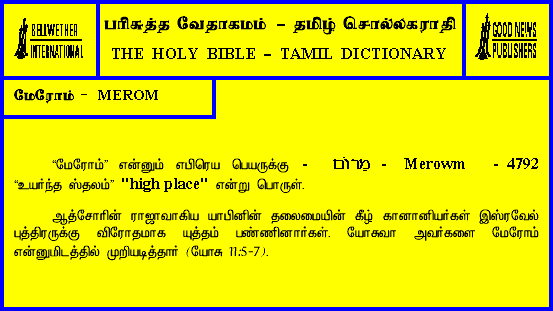 BELLWETHER
INTERNATIONAL
பரிசுத்த வேதாகமம் - தமிழ் சொல்லகராதி
THE HOLY BIBLE - TAMIL DICTIONARY
GOOD NEWS
PUBLISHERS
மேரோம் - MEROM
“மேரோம்” என்னும் எபிரெய பெயருக்கு - - Merowm - 4792
“உயர்ந்த ஸ்தலம்” "high place" என்று பொருள்.
ஆத்சோரின் ராஜாவாகிய யாபினின் தலைமையின் கீழ் கானானியர்கள் இஸ்ரவேல்
புத்திரருக்கு விரோதமாக யுத்தம் பண்ணினார்கள். யோசுவா அவர்களை மேரோம்
என்னுமிடத்தில் முறியடித்தார் (யோசு 11:5-7).